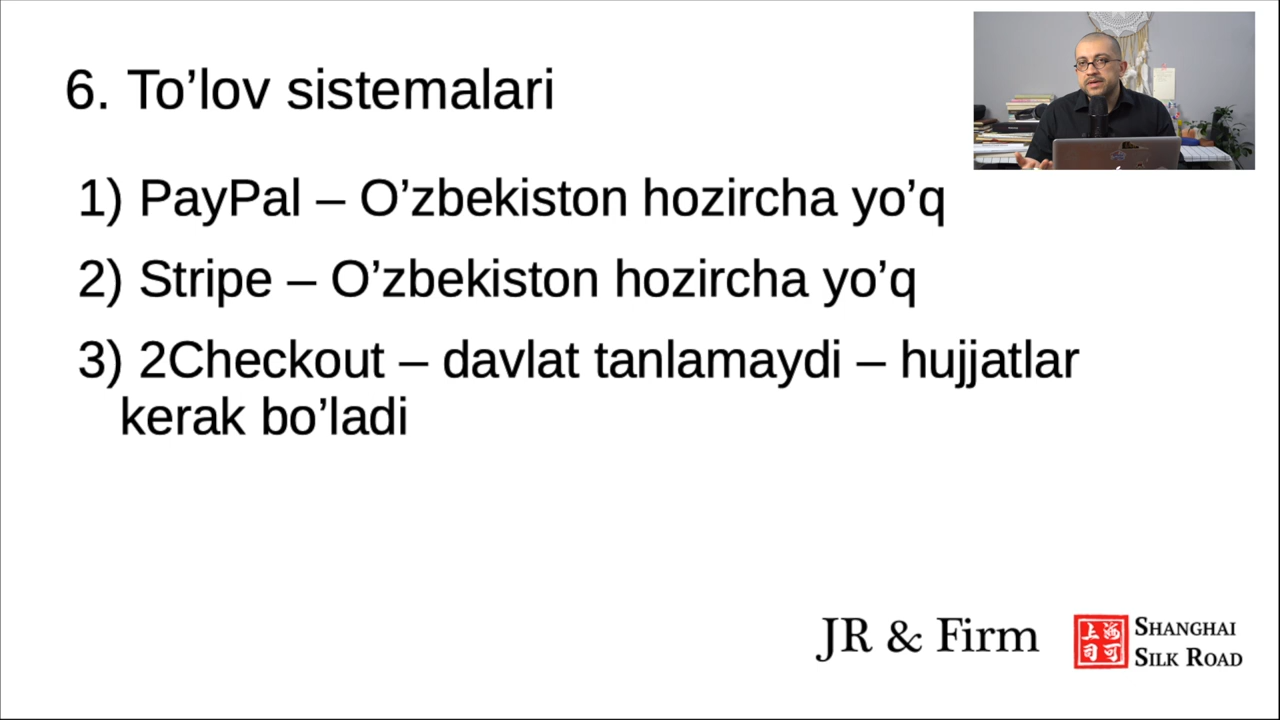 6. To’lov sistemalari
1) PayPal – O’zbekiston hozircha yo’q
2) Stripe – O’zbekiston hozircha yo’q
3) 2Checkout – davlat tanlamaydi – hujjatlar
kerak bo’ladi
JR & Firm
SHANGHAI
SILK ROAD